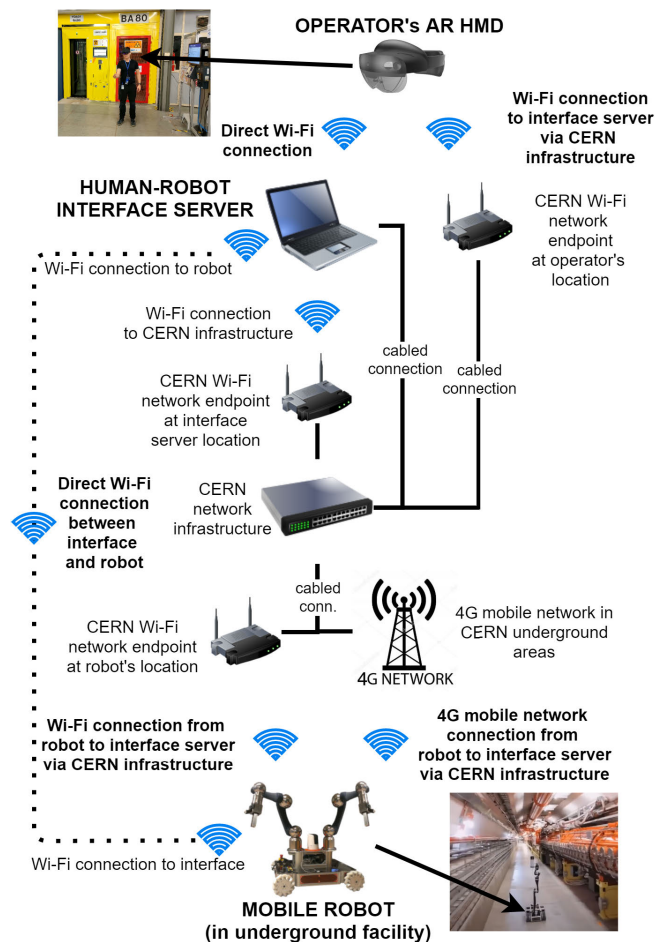 OPERATOR's AR HMD
BA80
Direct Wi-Fi
connection
Wi-Fi connection
to interface server
via CERN
infrastructure
HUMAN-ROBOT
INTERFACE SERVER
CERN Wi-Fi
network
endpoint
at operator's
location
Wi-Fi connection to robot
Wi-Fi connection
to CERN infrastructure
cabled
connection
cabled
connection
CERN Wi-Fi
network endpoint
at interface
server location
Direct Wi-Fi
connection
between
interface
and robot
CERN
network
infrastructure
cabled
conn.
CERN Wi-Fi
network endpoint
at robot's location
4G NETWORK
4G mobile network in
CERN underground
areas
Wi-Fi connection from
robot to interface server
via CERN infrastructure
4G mobile network
connection from
robot to interface server
via CERN infrastructure
Wi-Fi connection to interface
MOBILE ROBOT
(in underground facility)